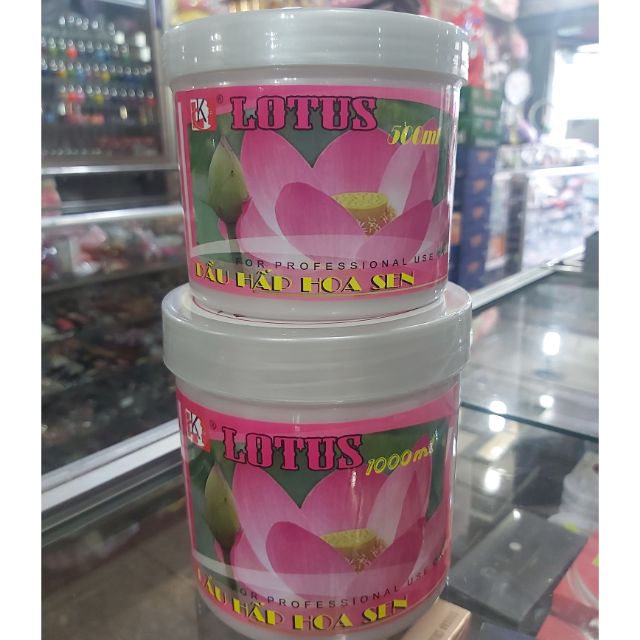 K ® LOTUS
500ml
FOR PROFESSIONAL USE
DẦU HẤP HOA SEN
K ® LOTUS
1000ml
FOR PROFESSIONAL USE
DẦU HẤP HOA SEN